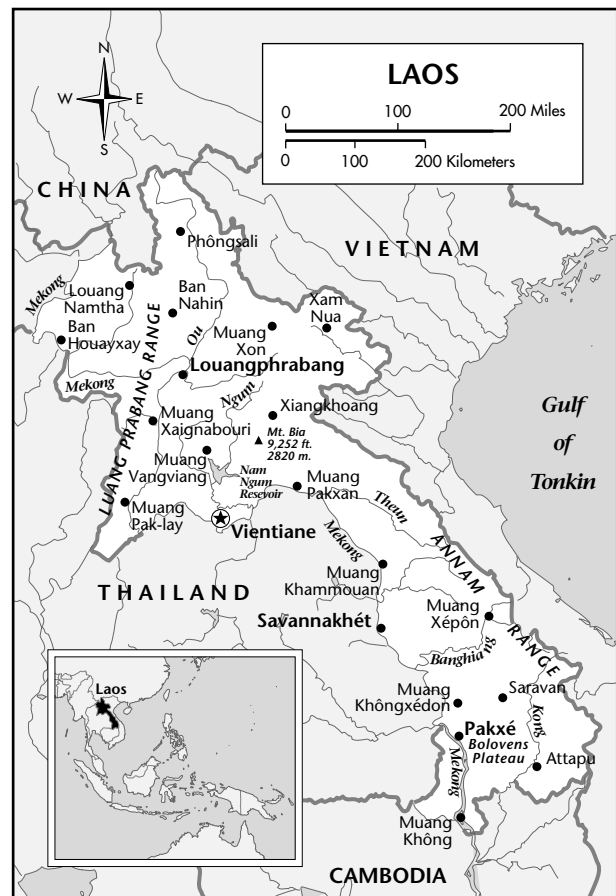 LAOS
0 100 200 Miles
0 100 200 Kilometers
N
W E
S
CHINA
VIETNAM
Phôngsali
Mekong
Louang
Namtha
Ban
Nahin
Xam
Nua
Ban
Houayxay
Ou
Muang
Xon
Louangphrabang
Mekong
LUANG PRABANG RANGE
Ngum
Xiangkhoang
Muang
Xaignabouri
Mt. Bia
9,252 ft.
2820 m.
Gulf
of
Tonkin
Muang
Vangviang
Nam
Ngum
Resevoir
Muang
Pakxan
Theun
Muang
Pak-lay
Vientiane
Mekong
ANNAM RANGE
THAILAND
Muang
Khammouan
Savannakhét
Muang
Xépôn
Banghiang
Laos
Muang
Khôngxédon
Saravan
Kong
Pakxé
Bolovens
Plateau
Attapu
Mekong
Muang
Không
CAMBODIA